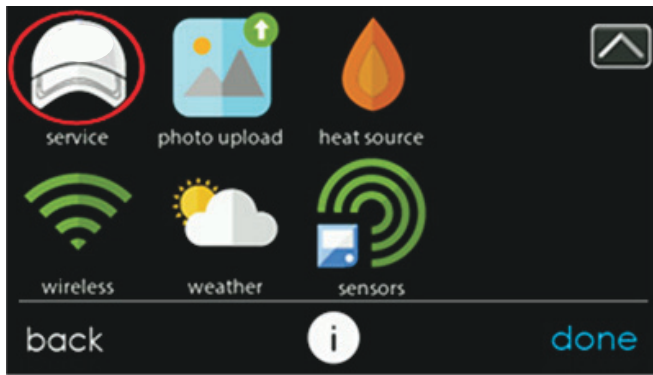 service photo upload heat source
wireless weather sensors
back i done